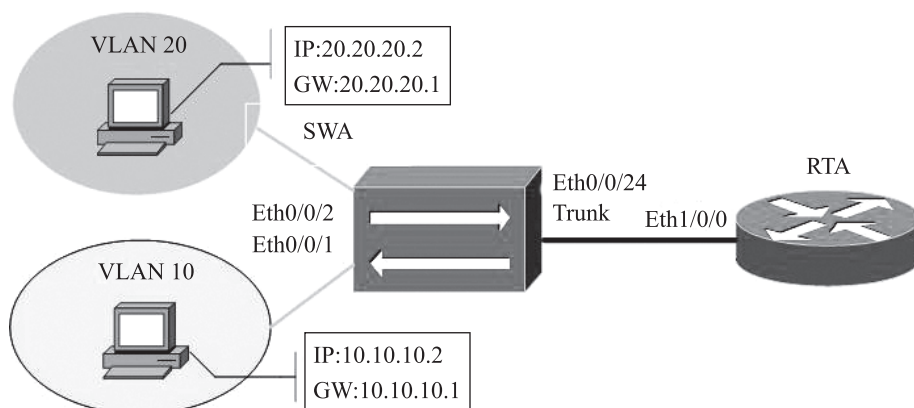 VLAN 20
IP:20.20.20.2
GW:20.20.20.1
SWA
Eth0/0/2
Eth0/0/1
Eth0/0/24
Trunk
Eth1/0/0
RTA
VLAN 10
IP:10.10.10.2
GW:10.10.10.1